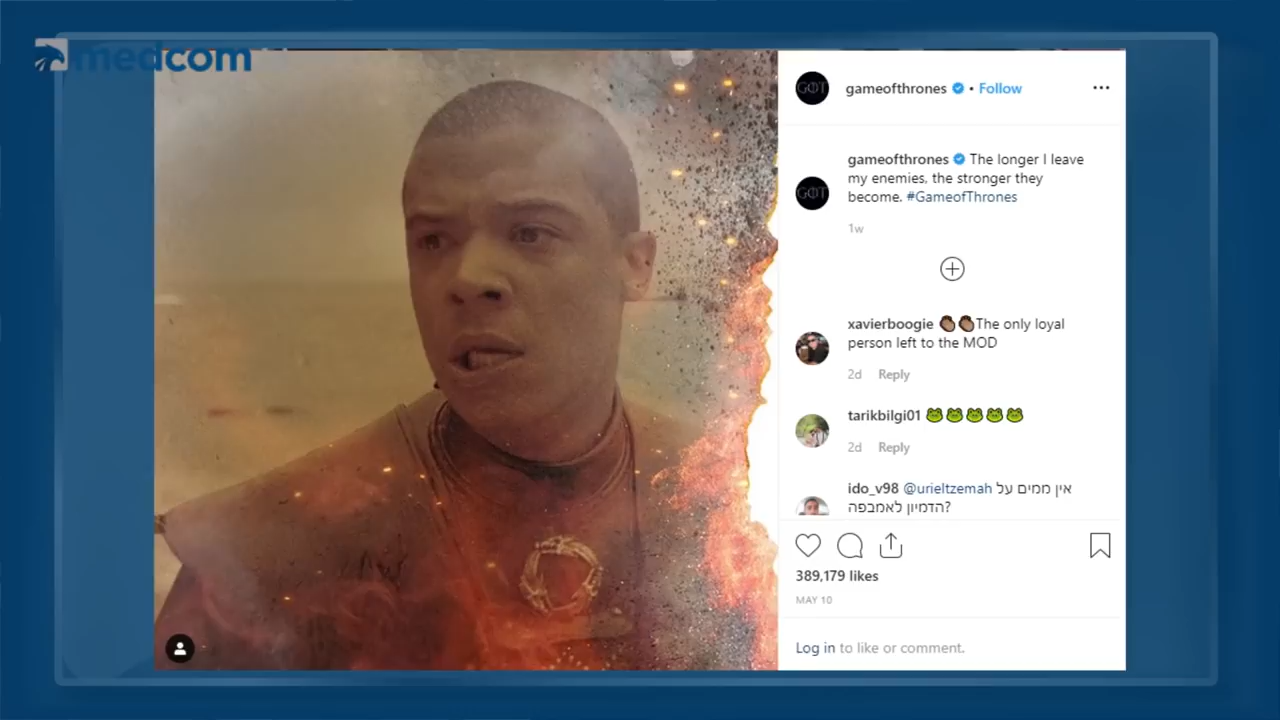 medcom
gameofthrones • Follow
GOT
gameofthrones The longer I leave
my enemies, the stronger they
become. #GameofThrones
GOT
1w
xavierboogie The only loyal
person left to the MOD
2d Reply
tarikbilgi01 🐸🐸🐸🐸🐸
2d Reply
ido_v98 @urieltzemah אין ממים על
הדמיון לאמבפה?
389,179 likes
MAY 10
Log in to like or comment.